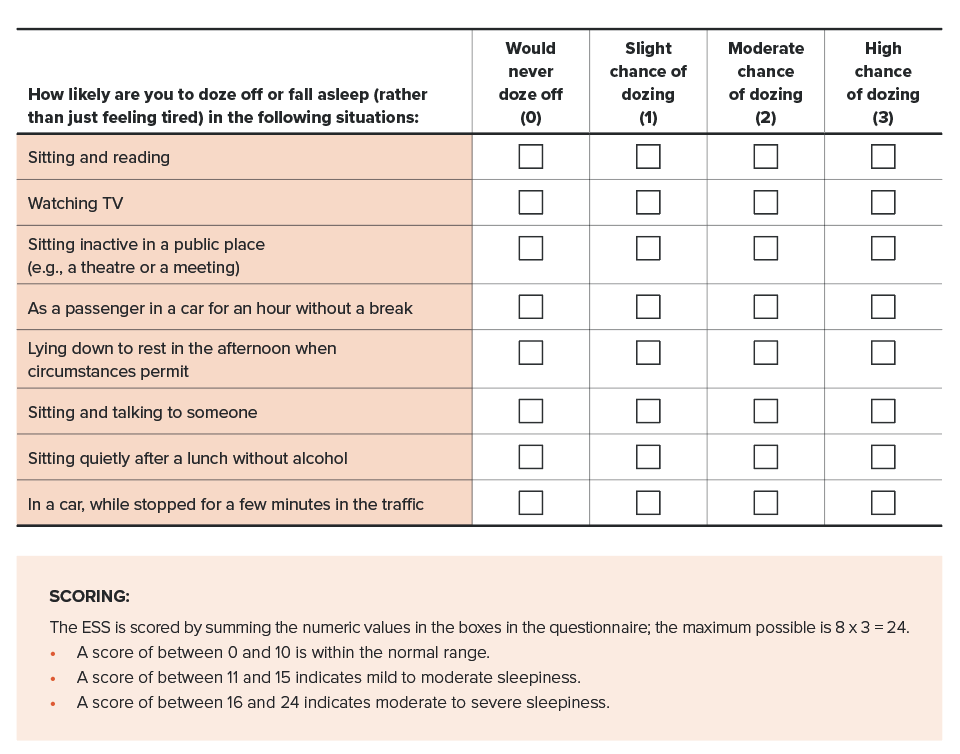 Would
never
doze off
(0)
Slight
chance of
dozing
(1)
Moderate
chance
of dozing
(2)
High
chance
of dozing
(3)
How likely are you to doze off or fall asleep (rather
than just feeling tired) in the following situations:
Sitting and reading
Watching TV
Sitting inactive in a public place
(e.g., a theatre or a meeting)
As a passenger in a car for an hour without a break
Lying down to rest in the afternoon when
circumstances permit
Sitting and talking to someone
Sitting quietly after a lunch without alcohol
In a car, while stopped for a few minutes in the traffic
SCORING:
The ESS is scored by summing the numeric values in the boxes in the questionnaire; the maximum possible is 8 x 3 = 24.
• A score of between 0 and 10 is within the normal range.
• A score of between 11 and 15 indicates mild to moderate sleepiness.
• A score of between 16 and 24 indicates moderate to severe sleepiness.